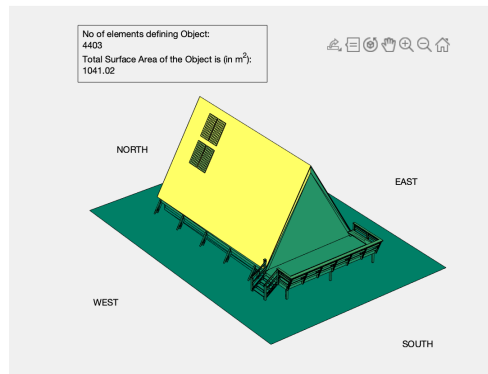 No of elements defining Object:
4403
Total Surface Area of the Object is (in m²):
1041.02
NORTH
EAST
WEST
SOUTH